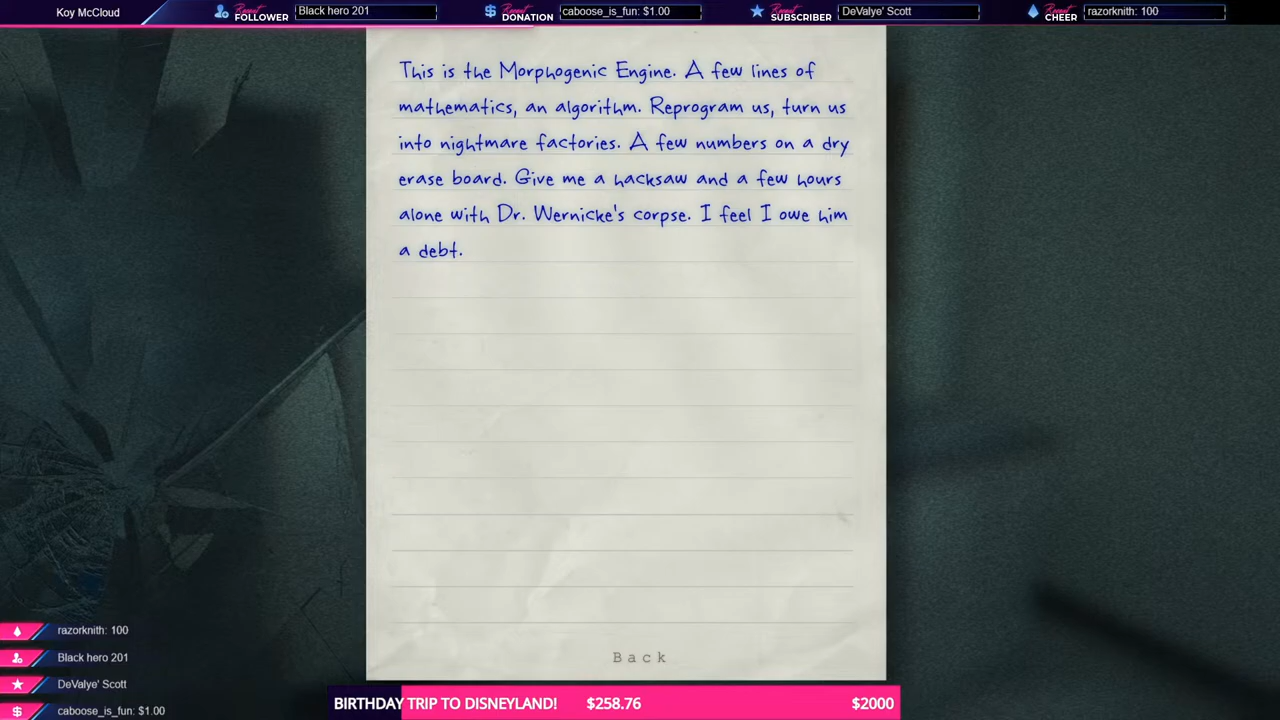 Koy McCloud
Recent FOLLOWER Black hero 201
Recent DONATION caboose_is_fun: $1.00
Recent SUBSCRIBER DeValye' Scott
Recent CHEER razorknith: 100
This is the Morphogenic Engine. A few lines of
mathematics, an algorithm. Reprogram us, turn us
into nightmare factories. A few numbers on a dry
erase board. Give me a hacksaw and a few hours
alone with Dr. Wernicke's corpse. I feel I owe him
a debt.
Back
razorknith: 100
Black hero 201
DeValye' Scott
caboose_is_fun: $1.00
BIRTHDAY TRIP TO DISNEYLAND! $258.76 $2000